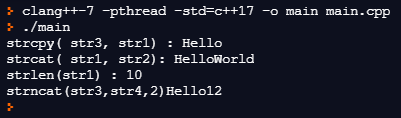 > clang++-7 -pthread -std=c++17 -o main main.cpp
> ./main
strcpy( str3, str1) : Hello
strcat( str1, str2): HelloWorld
strlen(str1) : 10
strncat(str3,str4,2)Hello12
>